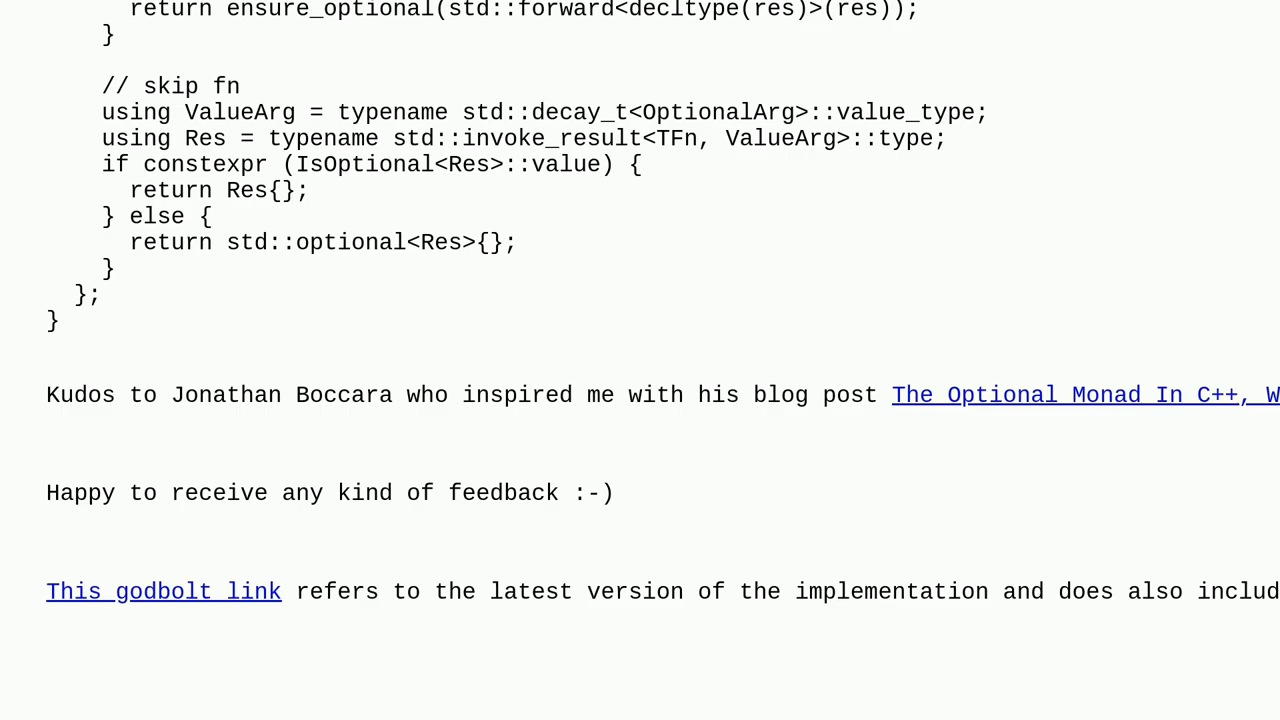 return ensure_optional(std::forward<decltype(res)>(res));
}
// skip fn
using ValueArg = typename std::decay_t<OptionalArg>::value_type;
using Res = typename std::invoke_result<TFn, ValueArg>::type;
if constexpr (IsOptional<Res>::value) {
return Res{};
} else {
return std::optional<Res>{};
}
};
}
Kudos to Jonathan Boccara who inspired me with his blog post The Optional Monad In C++, W
Happy to receive any kind of feedback :-)
This godbolt link refers to the latest version of the implementation and does also includ